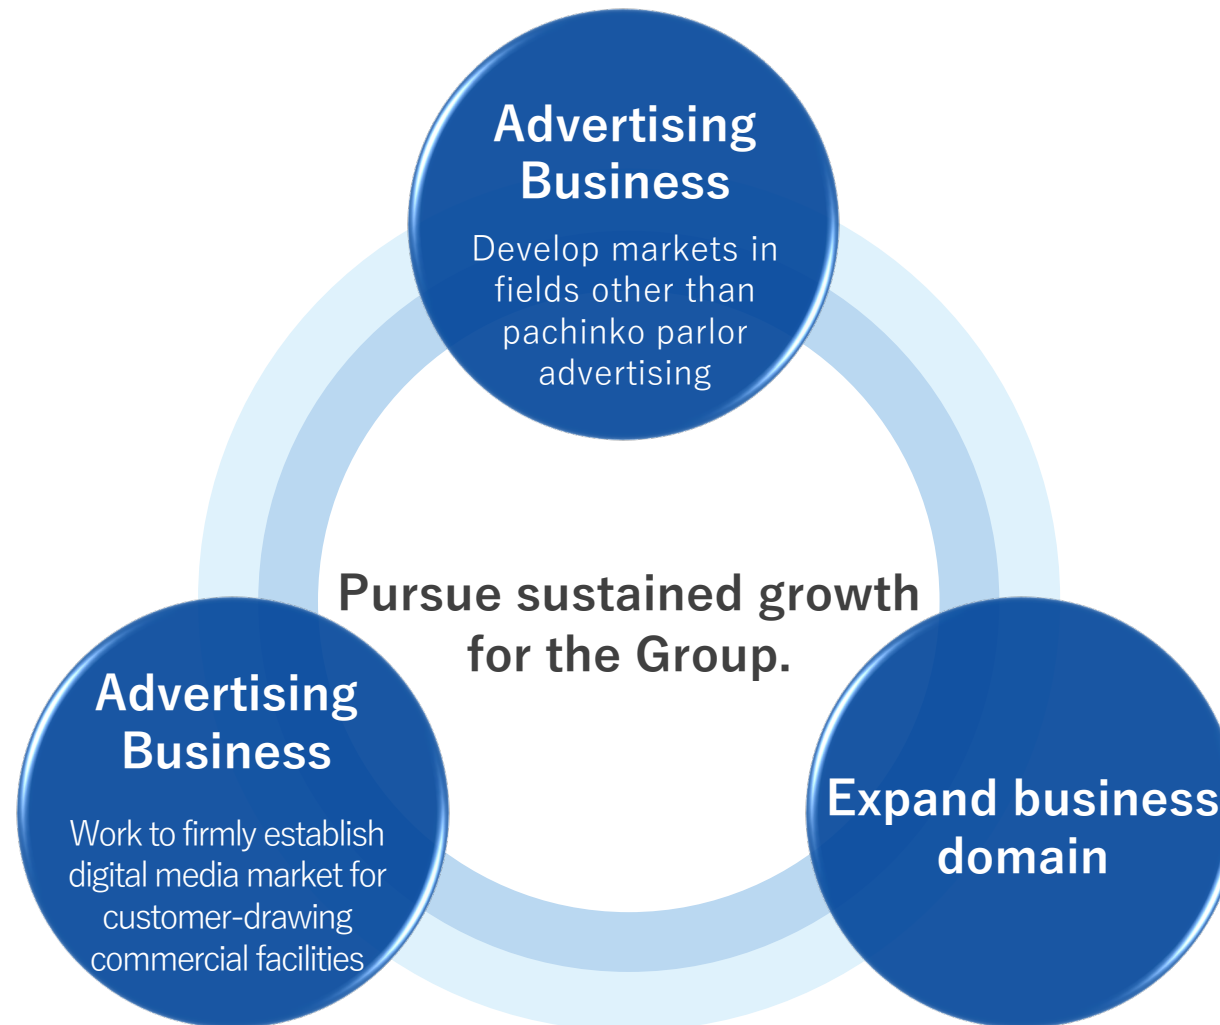 Advertising
Business
Develop markets in
fields other than
pachinko parlor
advertising
Pursue sustained growth
for the Group.
Advertising
Business
Work to firmly establish
digital media market for
customer-drawing
commercial facilities
Expand business
domain